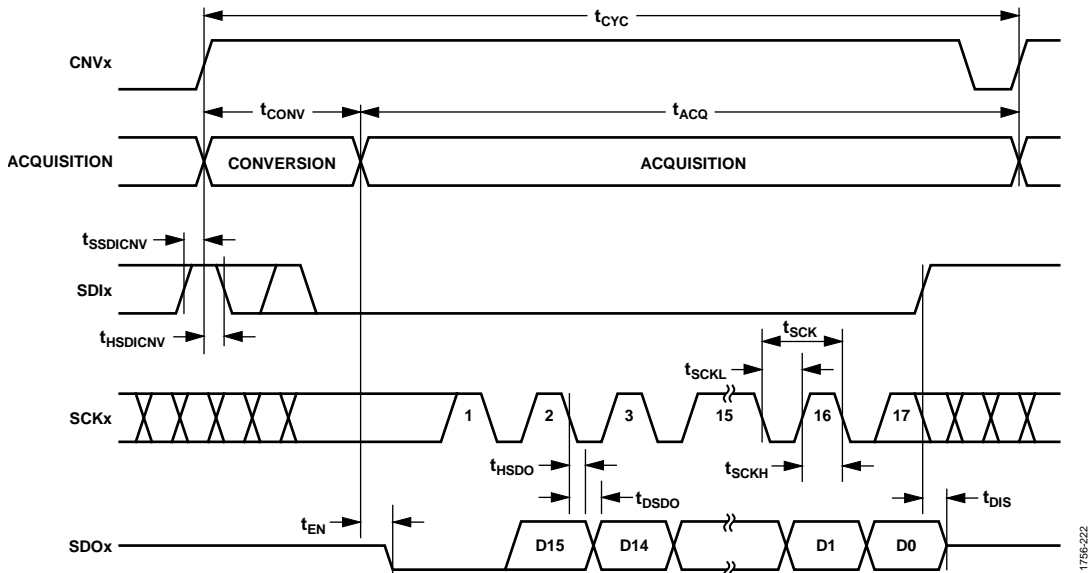 tCYC
CNVx
tCONV
tACQ
ACQUISITION
CONVERSION
ACQUISITION
tSSDICNV
SDIx
tHSDICNV
tSCK
tSCKL
SCKx
1
2
3
15
16
17
tHSDO
tSCKH
tDSDO
tDIS
tEN
SDOx
D15
D14
D1
D0
1756-222